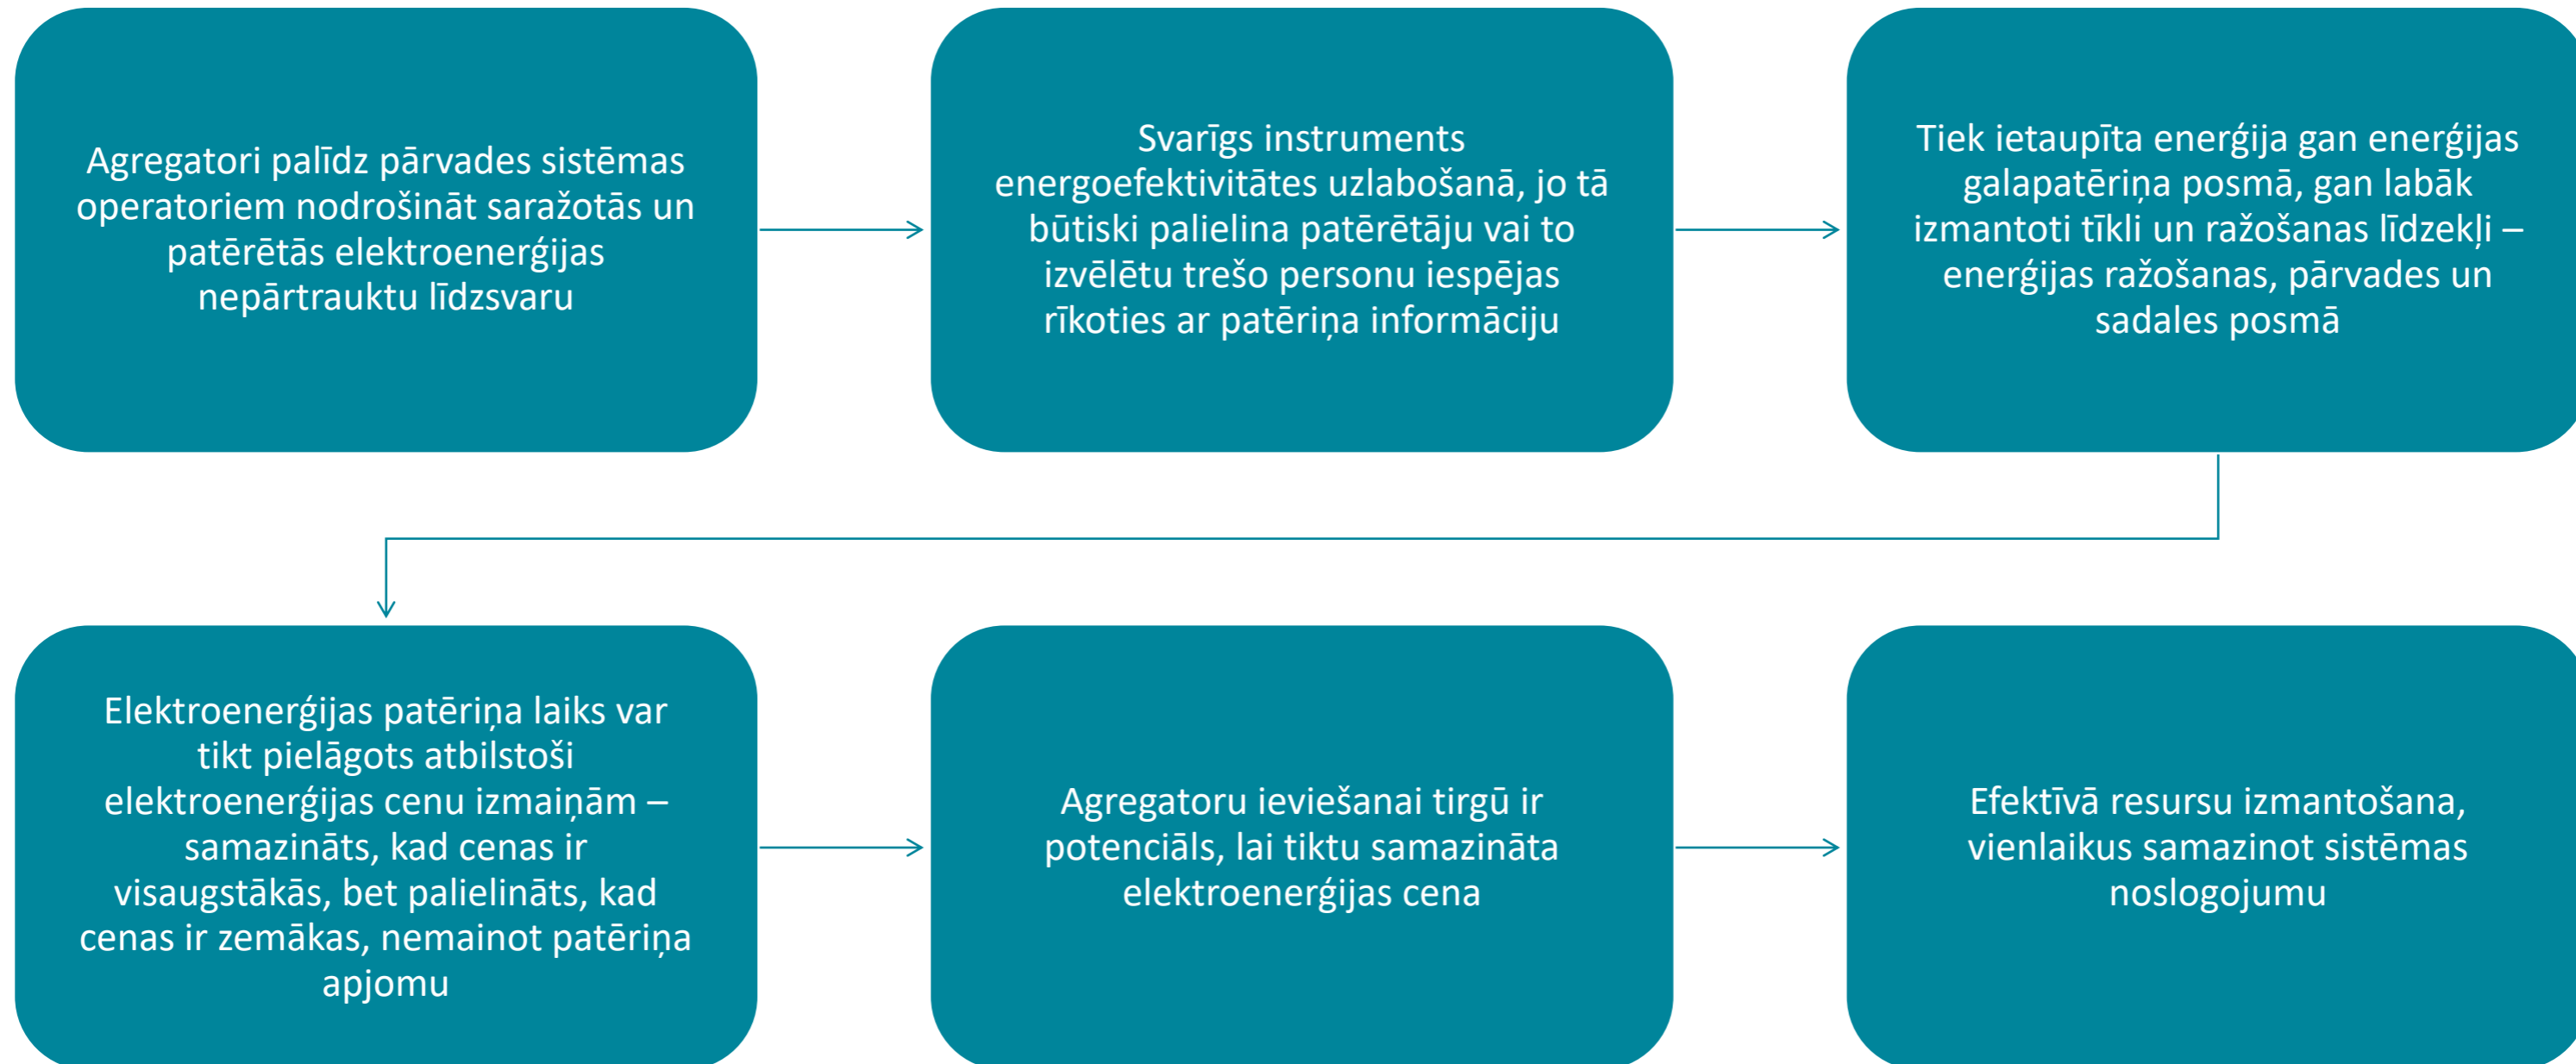 Agregatori palīdz pārvades sistēmas
operatoriem nodrošināt saražotās un
patērētās elektroenerģijas
nepārtrauktu līdzsvaru
Svarīgs instruments
energoefektivitātes uzlabošanā, jo tā
būtiski palielina patērētāju vai to
izvēlētu trešo personu iespējas
rīkoties ar patēriņa informāciju
Tiek ietaupīta enerģija gan enerģijas
galapatēriņa posmā, gan labāk
izmantoti tīkli un ražošanas līdzekļi –
enerģijas ražošanas, pārvades un
sadales posmā
Elektroenerģijas patēriņa laiks var
tikt pielāgots atbilstoši
elektroenerģijas cenu izmaiņām –
samazināts, kad cenas ir
visaugstākās, bet palielināts, kad
cenas ir zemākas, nemainot patēriņa
apjomu
Agregatoru ieviešanai tirgū ir
potenciāls, lai tiktu samazināta
elektroenerģijas cena
Efektīvā resursu izmantošana,
vienlaikus samazinot sistēmas
noslogojumu